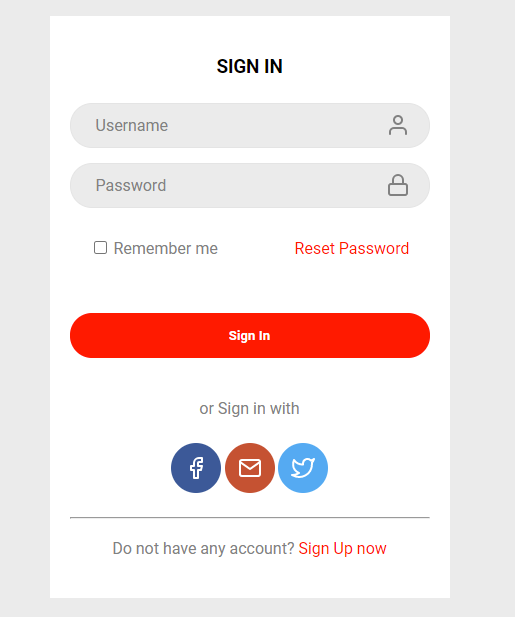 SIGN IN
Username
Password
Remember me Reset Password
Sign In
or Sign in with
Do not have any account? Sign Up now